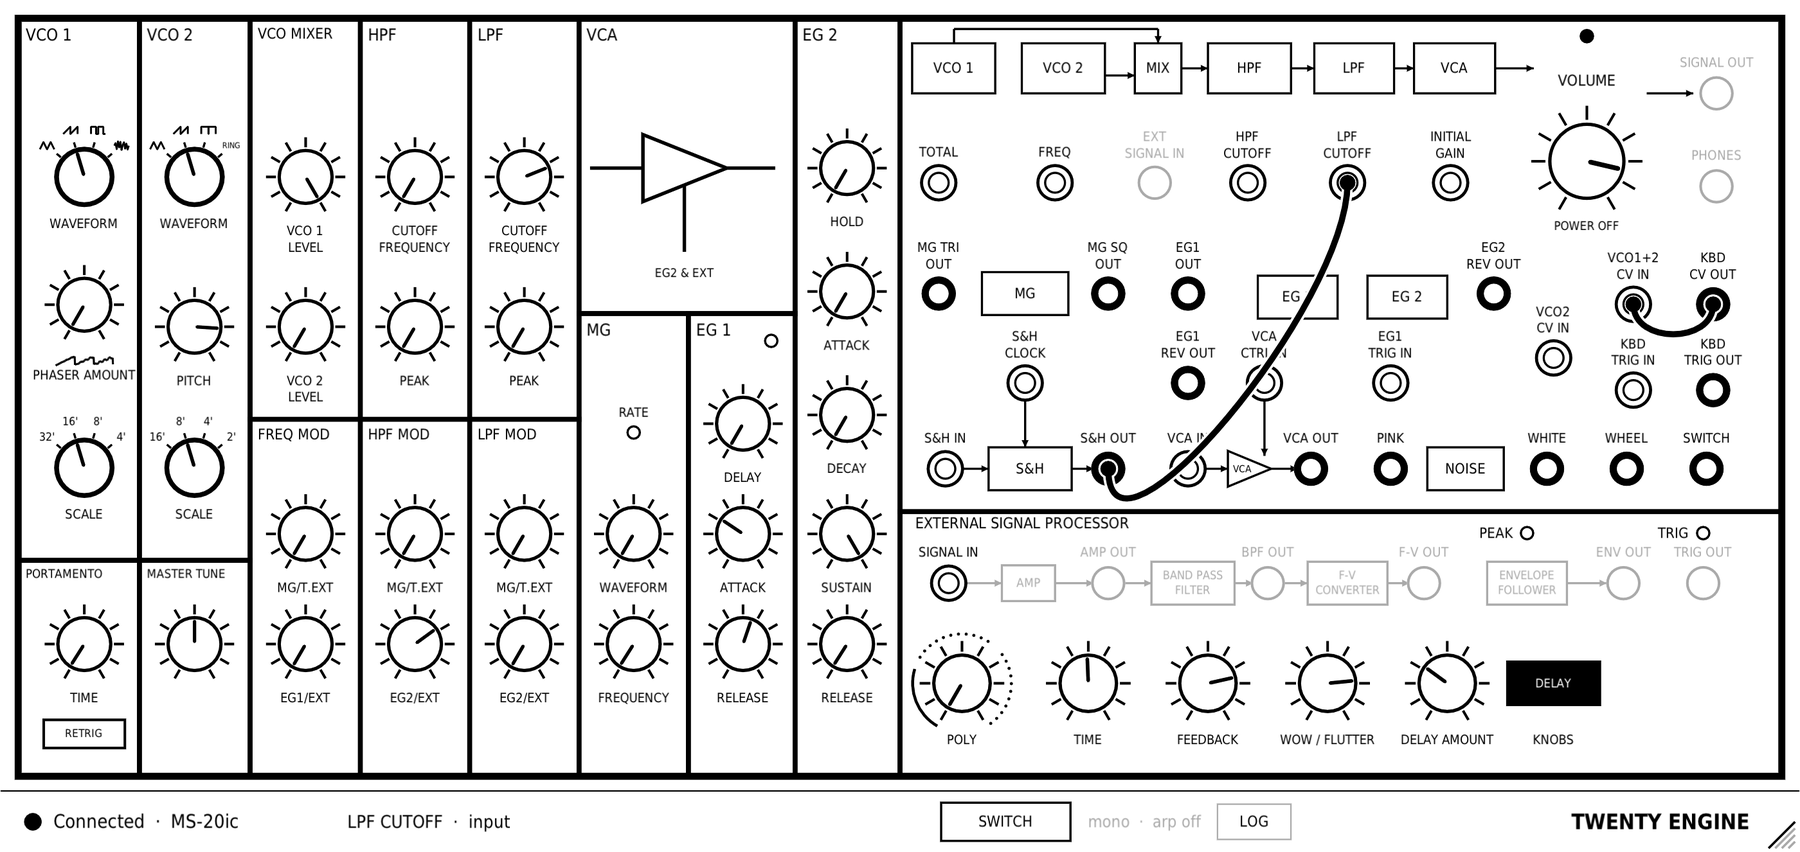 VCO 1
VCO 2
VCO MIXER
HPF
LPF
VCA
EG 2
RING
WAVEFORM
WAVEFORM
VCO 1
LEVEL
CUTOFF
FREQUENCY
CUTOFF
FREQUENCY
EG2 & EXT
HOLD
PHASER AMOUNT
PITCH
VCO 2
LEVEL
PEAK
PEAK
MG
EG 1
ATTACK
32'
16'
8'
4'
16'
8'
4'
2'
SCALE
SCALE
FREQ MOD
HPF MOD
LPF MOD
RATE
DELAY
DECAY
PORTAMENTO
MASTER TUNE
MG/T.EXT
MG/T.EXT
MG/T.EXT
WAVEFORM
ATTACK
SUSTAIN
TIME
EG1/EXT
EG2/EXT
EG2/EXT
FREQUENCY
RELEASE
RELEASE
RETRIG
VCO 1
VCO 2
MIX
HPF
LPF
VCA
VOLUME
SIGNAL OUT
TOTAL
FREQ
EXT
SIGNAL IN
HPF
CUTOFF
LPF
CUTOFF
INITIAL
GAIN
PHONES
POWER OFF
MG TRI
OUT
MG
MG SQ
OUT
EG1
OUT
EG
EG 2
EG2
REV OUT
VCO1+2
CV IN
KBD
CV OUT
VCO2
CV IN
S&H
CLOCK
EG1
REV OUT
VCA
CTRL IN
EG1
TRIG IN
KBD
TRIG IN
KBD
TRIG OUT
S&H IN
S&H
S&H OUT
VCA IN
VCA
VCA OUT
PINK
NOISE
WHITE
WHEEL
SWITCH
EXTERNAL SIGNAL PROCESSOR
PEAK
TRIG
SIGNAL IN
AMP
AMP OUT
BAND PASS
FILTER
BPF OUT
F-V
CONVERTER
F-V OUT
ENVELOPE
FOLLOWER
ENV OUT
TRIG OUT
POLY
TIME
FEEDBACK
WOW / FLUTTER
DELAY AMOUNT
DELAY
KNOBS
Connected · MS-20ic
LPF CUTOFF · input
SWITCH
mono · arp off
LOG
TWENTY ENGINE